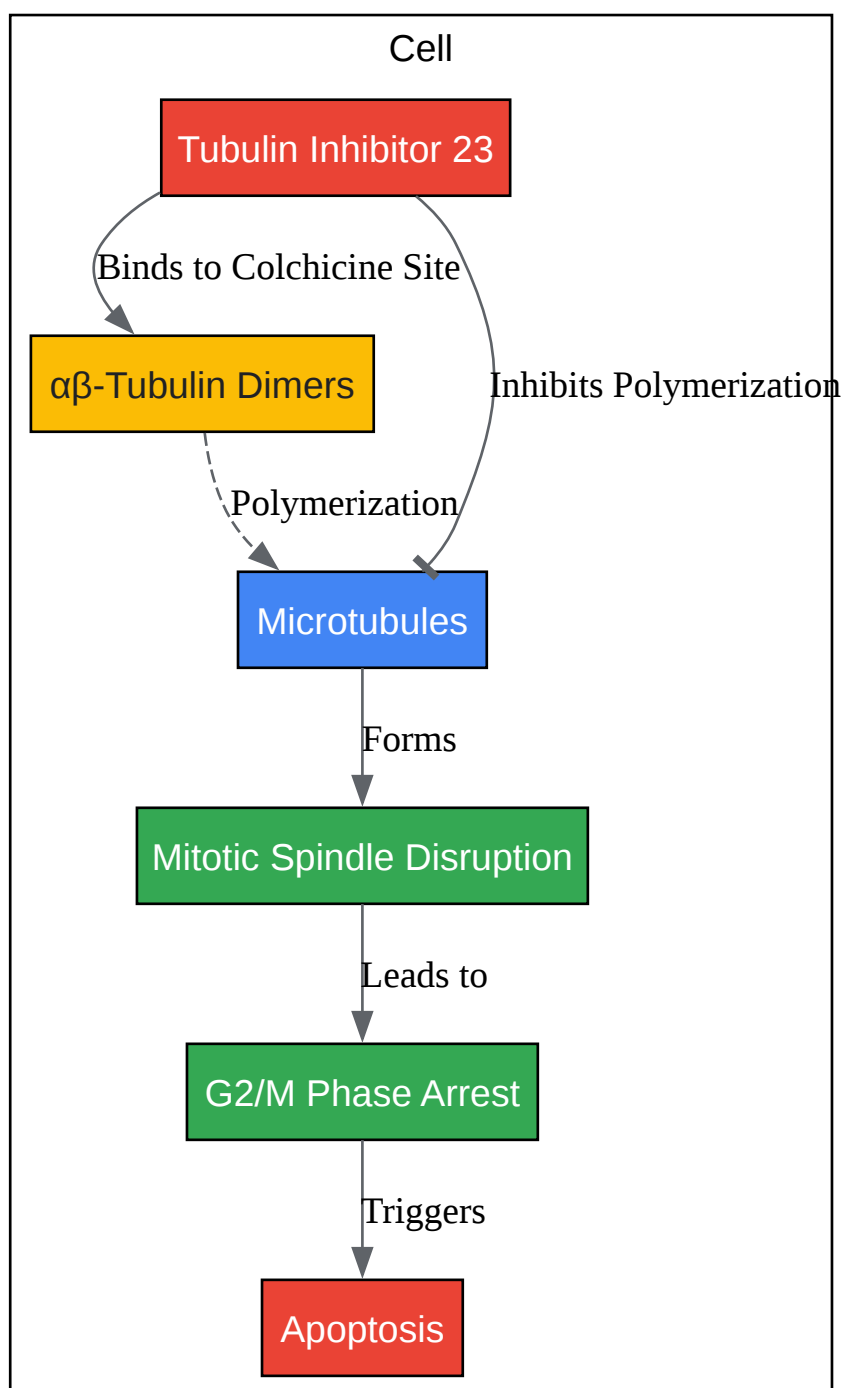 Cell
Tubulin Inhibitor 23
Binds to Colchicine Site
αβ-Tubulin Dimers
Inhibits Polymerization
Polymerization
Microtubules
Forms
Mitotic Spindle Disruption
Leads to
G2/M Phase Arrest
Triggers
Apoptosis